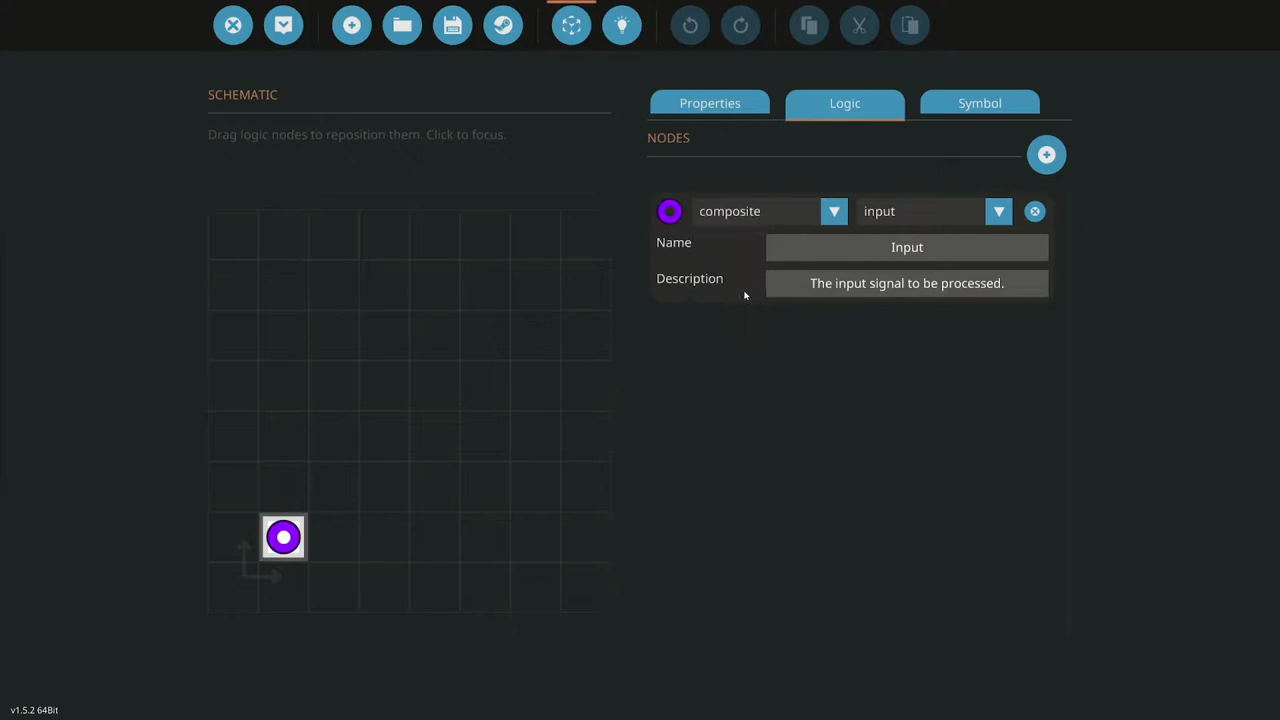 SCHEMATIC
Drag logic nodes to reposition them. Click to focus.
Properties
Logic
Symbol
NODES
composite
input
Name
Input
Description
The input signal to be processed.
v1.5.2 64Bit